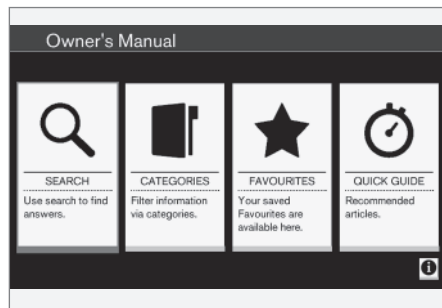 Owner's Manual
SEARCH
Use search to find
answers.
CATEGORIES
Filter information
via categories.
FAVOURITES
Your saved
Favourites are
available here.
QUICK GUIDE
Recommended
articles.